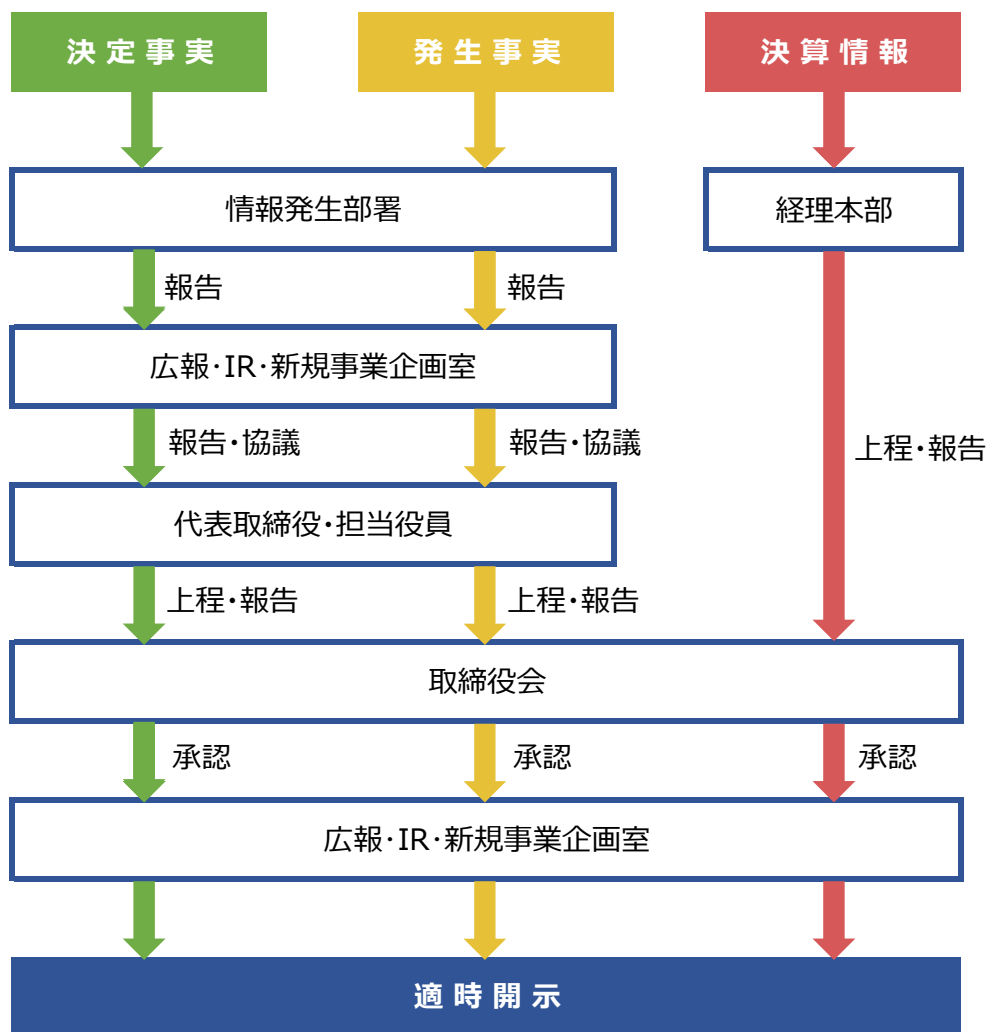 決定事実
発生事実
決算情報
情報発生部署
経理本部
報告
報告
広報･IR･新規事業企画室
報告・協議
報告・協議
上程・報告
代表取締役・担当役員
上程・報告
上程・報告
取締役会
承認
承認
承認
広報･IR･新規事業企画室
適時開示